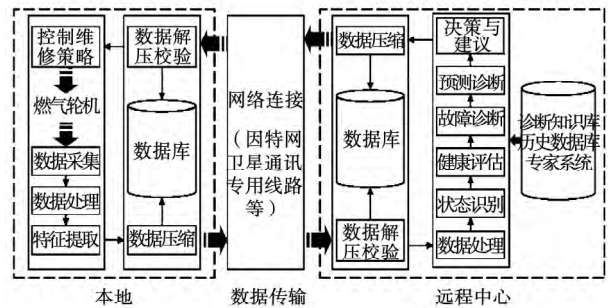 控制维
修策略
燃气轮机
数据采集
数据处理
特征提取
数据解
压校验
数据库
数据压缩
网络连接
（因特网
卫星通讯
专用线路
等）
数据压缩
数据库
数据解
压校验
决策与
建议
预测诊断
故障诊断
健康评估
状态识别
数据处理
诊断知识库
历史数据库
专家系统
本地
数据传输
远程中心